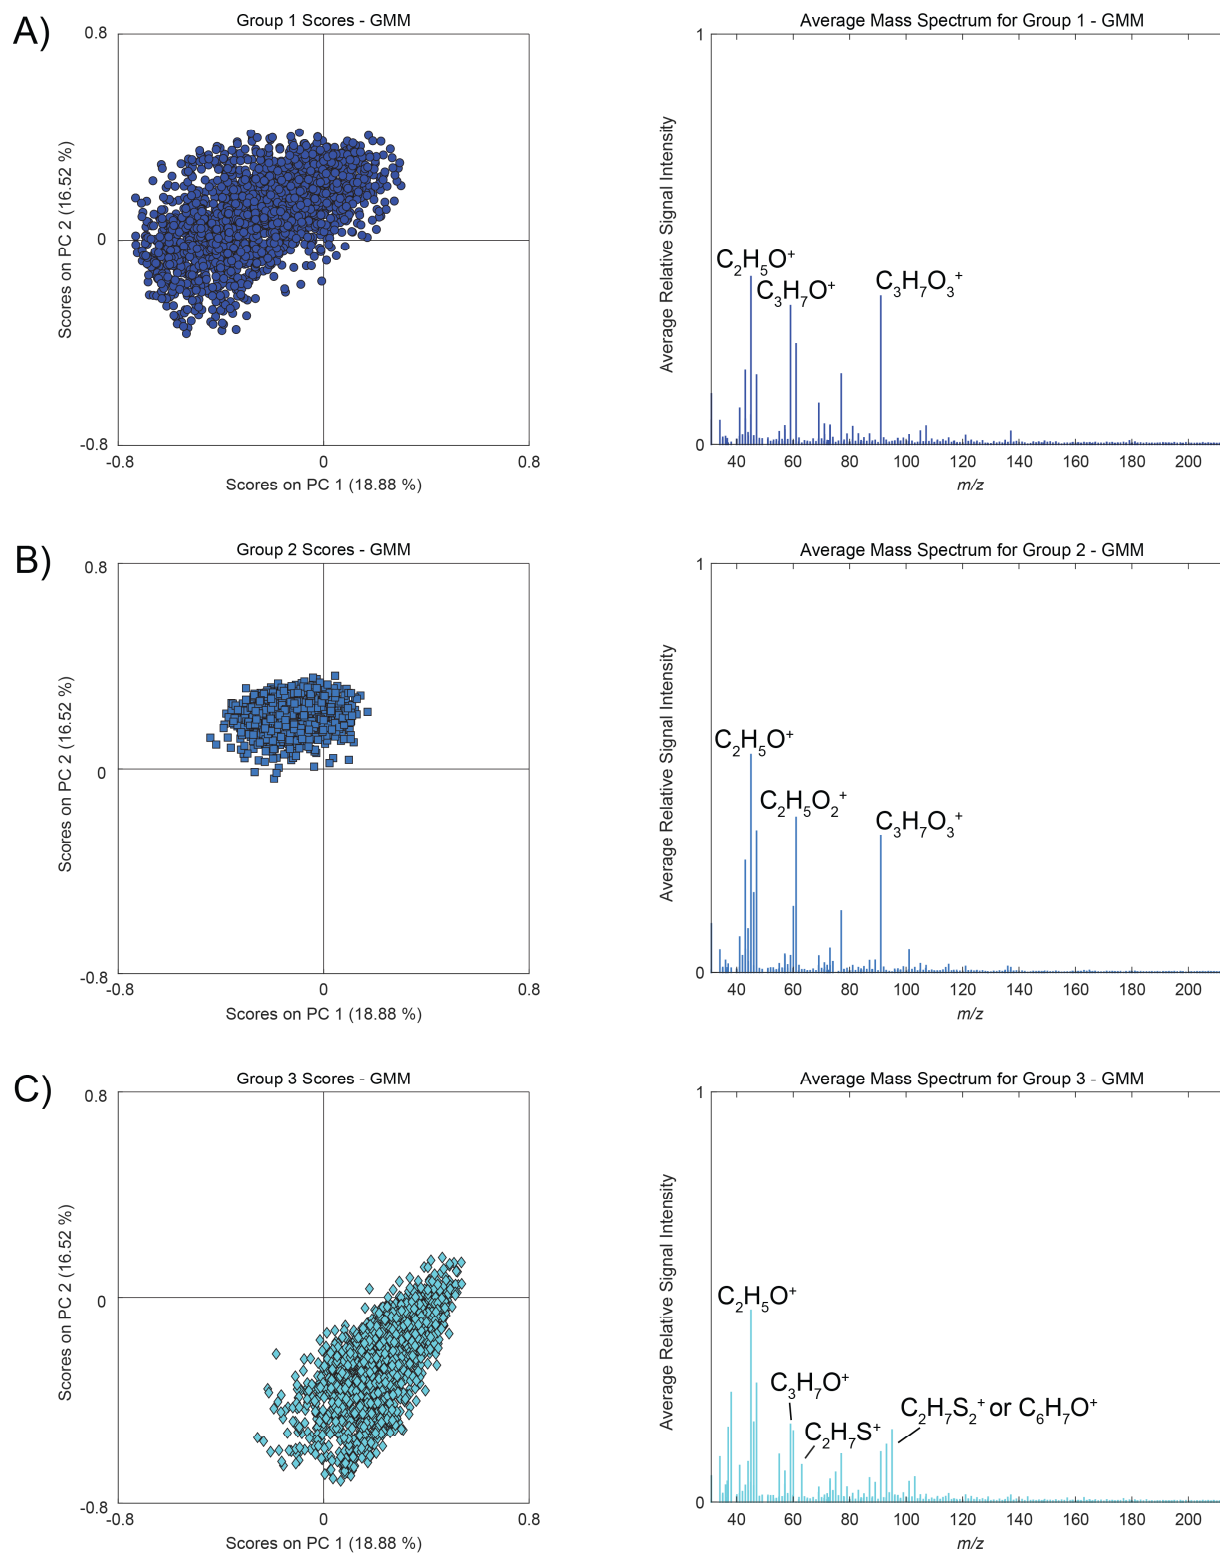 A)
Group 1 Scores - GMM
0.8
0
-0.8
-0.8 0 0.8
Scores on PC 2 (16.52 %)
Scores on PC 1 (18.88 %)
Average Mass Spectrum for Group 1 - GMM
1
0
Average Relative Signal Intensity
C₂H₅O⁺
C₃H₇O⁺
C₃H₇O₃⁺
40 60 80 100 120 140 160 180 200
m/z
B)
Group 2 Scores - GMM
0.8
0
-0.8
-0.8 0 0.8
Scores on PC 2 (16.52 %)
Scores on PC 1 (18.88 %)
Average Mass Spectrum for Group 2 - GMM
1
0
Average Relative Signal Intensity
C₂H₅O⁺
C₂H₅O₂⁺
C₃H₇O₃⁺
40 60 80 100 120 140 160 180 200
m/z
C)
Group 3 Scores - GMM
0.8
0
-0.8
-0.8 0 0.8
Scores on PC 2 (16.52 %)
Scores on PC 1 (18.88 %)
Average Mass Spectrum for Group 3 - GMM
1
0
Average Relative Signal Intensity
C₂H₅O⁺
C₃H₇O⁺
C₂H₇S⁺
C₂H₇S₂⁺ or C₆H₇O⁺
40 60 80 100 120 140 160 180 200
m/z